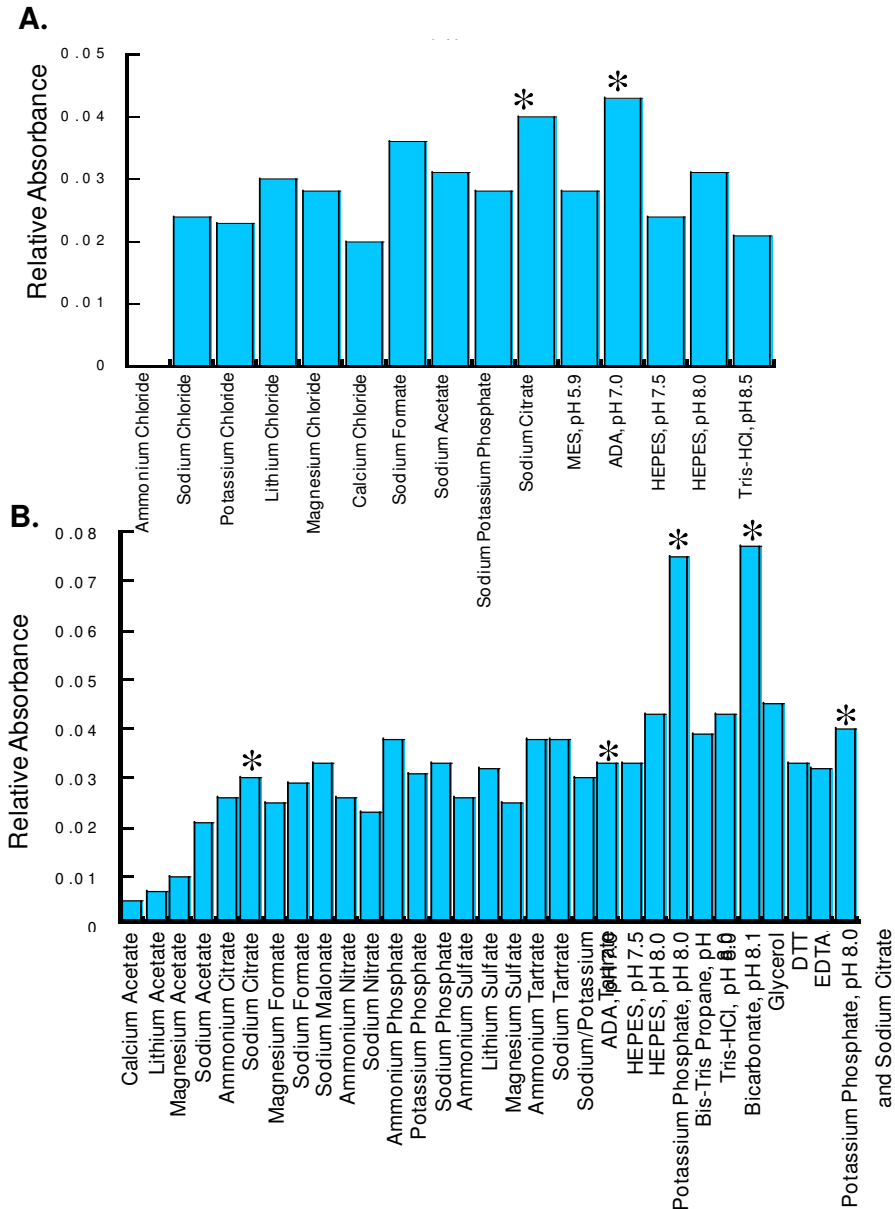 A.
0.05
0.04
0.03
0.02
0.01
0
Relative Absorbance
*
*
Ammonium Chloride
Sodium Chloride
Potassium Chloride
Lithium Chloride
Magnesium Chloride
Calcium Chloride
Sodium Formate
Sodium Acetate
Sodium Potassium Phosphate
Sodium Citrate
MES, pH 5.9
ADA, pH 7.0
HEPES, pH 7.5
HEPES, pH 8.0
Tris-HCl, pH 8.5
B.
0.08
0.07
0.06
0.05
0.04
0.03
0.02
0.01
0
Relative Absorbance
*
*
*
*
*
Calcium Acetate
Lithium Acetate
Magnesium Acetate
Sodium Acetate
Ammonium Citrate
Sodium Citrate
Magnesium Formate
Sodium Formate
Sodium Malonate
Ammonium Nitrate
Sodium Nitrate
Ammonium Phosphate
Potassium Phosphate
Sodium Phosphate
Ammonium Sulfate
Lithium Sulfate
Magnesium Sulfate
Ammonium Tartrate
Sodium Tartrate
Sodium/Potassium
Tartrate
ADA, pH 7.0
HEPES, pH 7.5
HEPES, pH 8.0
Potassium Phosphate, pH 8.0
Bis-Tris Propane, pH
Tris-HCl, pH 8.0
Bicarbonate, pH 8.1
Glycerol
DTT
EDTA
Potassium Phosphate, pH 8.0
and Sodium Citrate